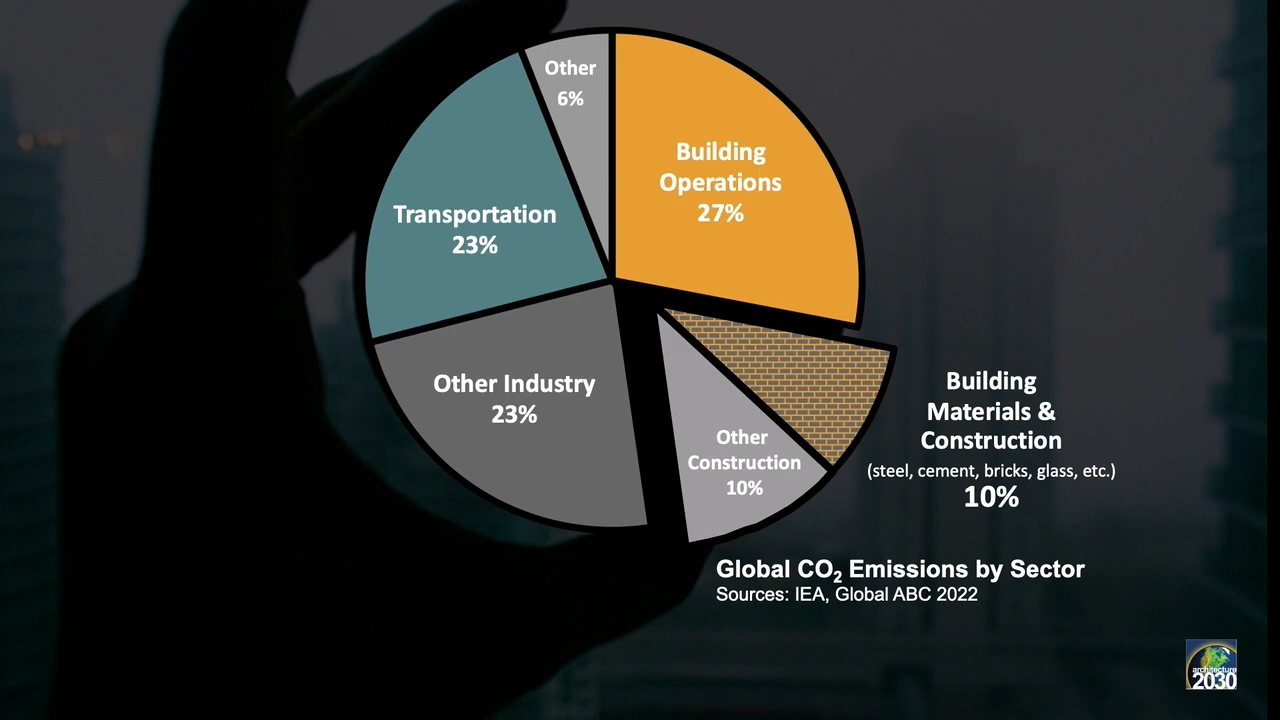 Other
6%
Building
Operations
27%
Transportation
23%
Other Industry
23%
Building
Materials &
Construction
(steel, cement, bricks, glass, etc.)
10%
Other
Construction
10%
Global CO₂ Emissions by Sector
Sources: IEA, Global ABC 2022
architecture
2030